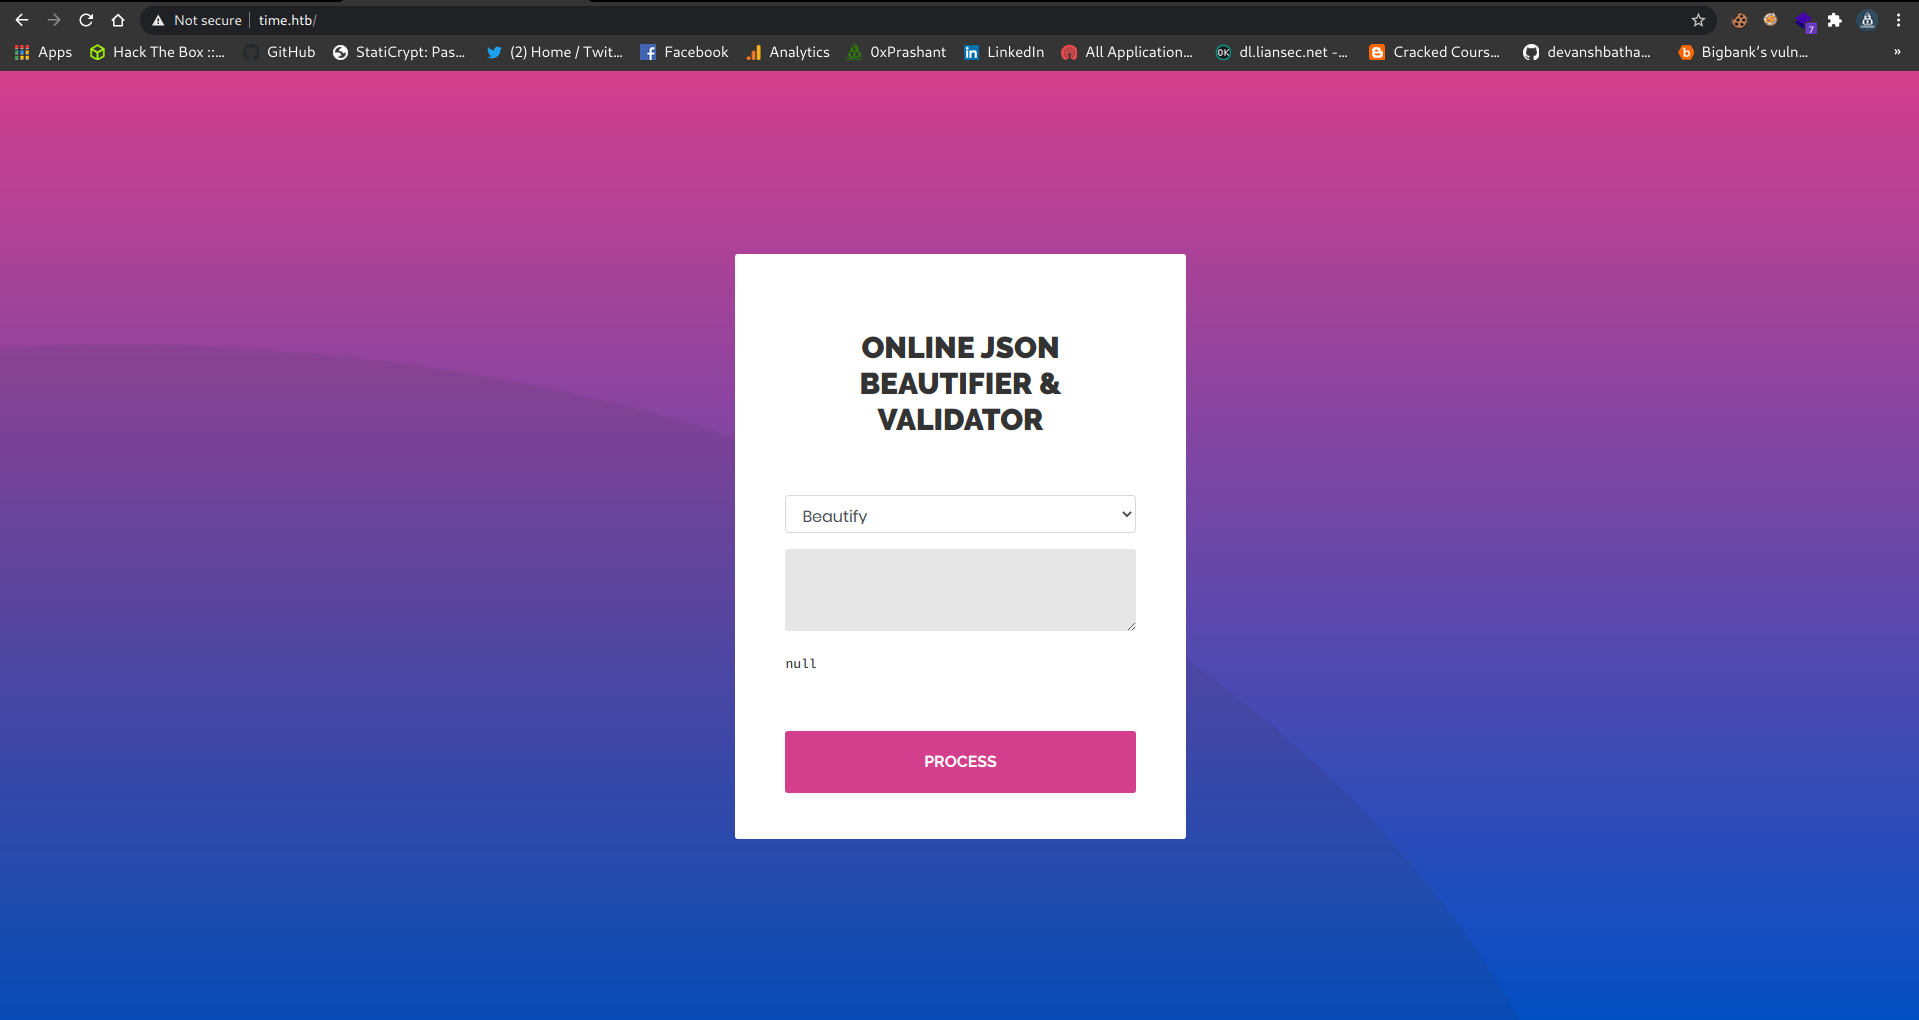 Not secure time.htb/
7
Apps Hack The Box ::... GitHub StatiCrypt: Pas... (2) Home / Twit... Facebook Analytics 0xPrashant LinkedIn All Application... dl.liansec.net -... Cracked Cours... devanshbatha... Bigbank's vuln... »
ONLINE JSON
BEAUTIFIER &
VALIDATOR
Beautify
null
PROCESS